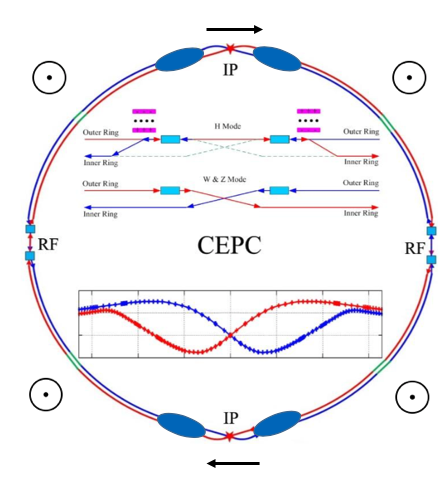 IP
H Mode
Outer Ring
Outer Ring
Inner Ring
Inner Ring
W & Z Mode
Outer Ring
Outer Ring
Inner Ring
Inner Ring
RF
CEPC
RF
IP